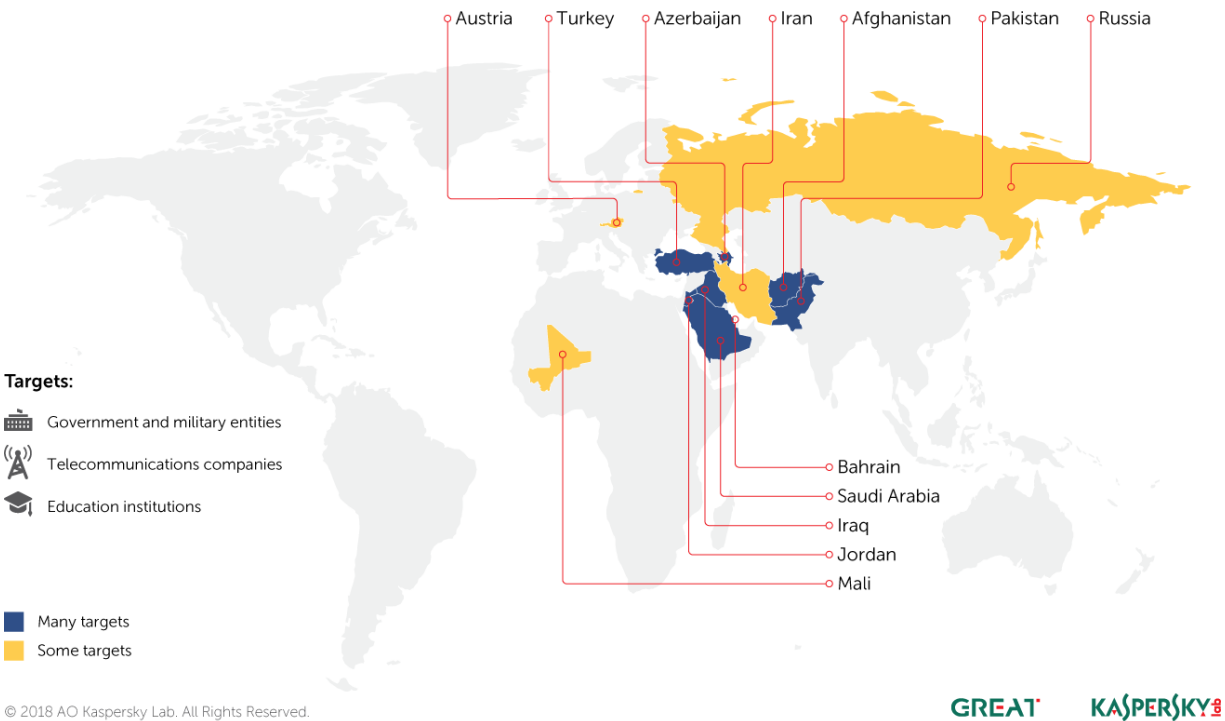 Austria
Turkey
Azerbaijan
Iran
Afghanistan
Pakistan
Russia
Targets:
Government and military entities
Telecommunications companies
Education institutions
Bahrain
Saudi Arabia
Iraq
Jordan
Mali
Many targets
Some targets
© 2018 AO Kaspersky Lab. All Rights Reserved.
GREAT
KASPERSKY lab